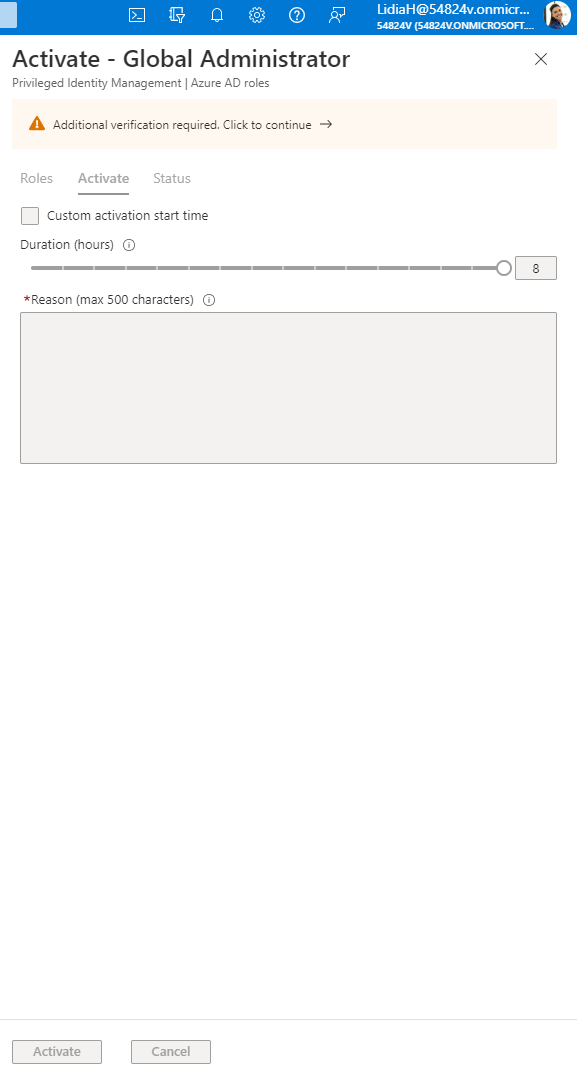 LidiaH@54824v.onmicr...
54824V (54824V.ONMICROSOFT....
Activate - Global Administrator
Privileged Identity Management | Azure AD roles
Additional verification required. Click to continue →
Roles Activate Status
Custom activation start time
Duration (hours)
8
*Reason (max 500 characters)
Activate Cancel